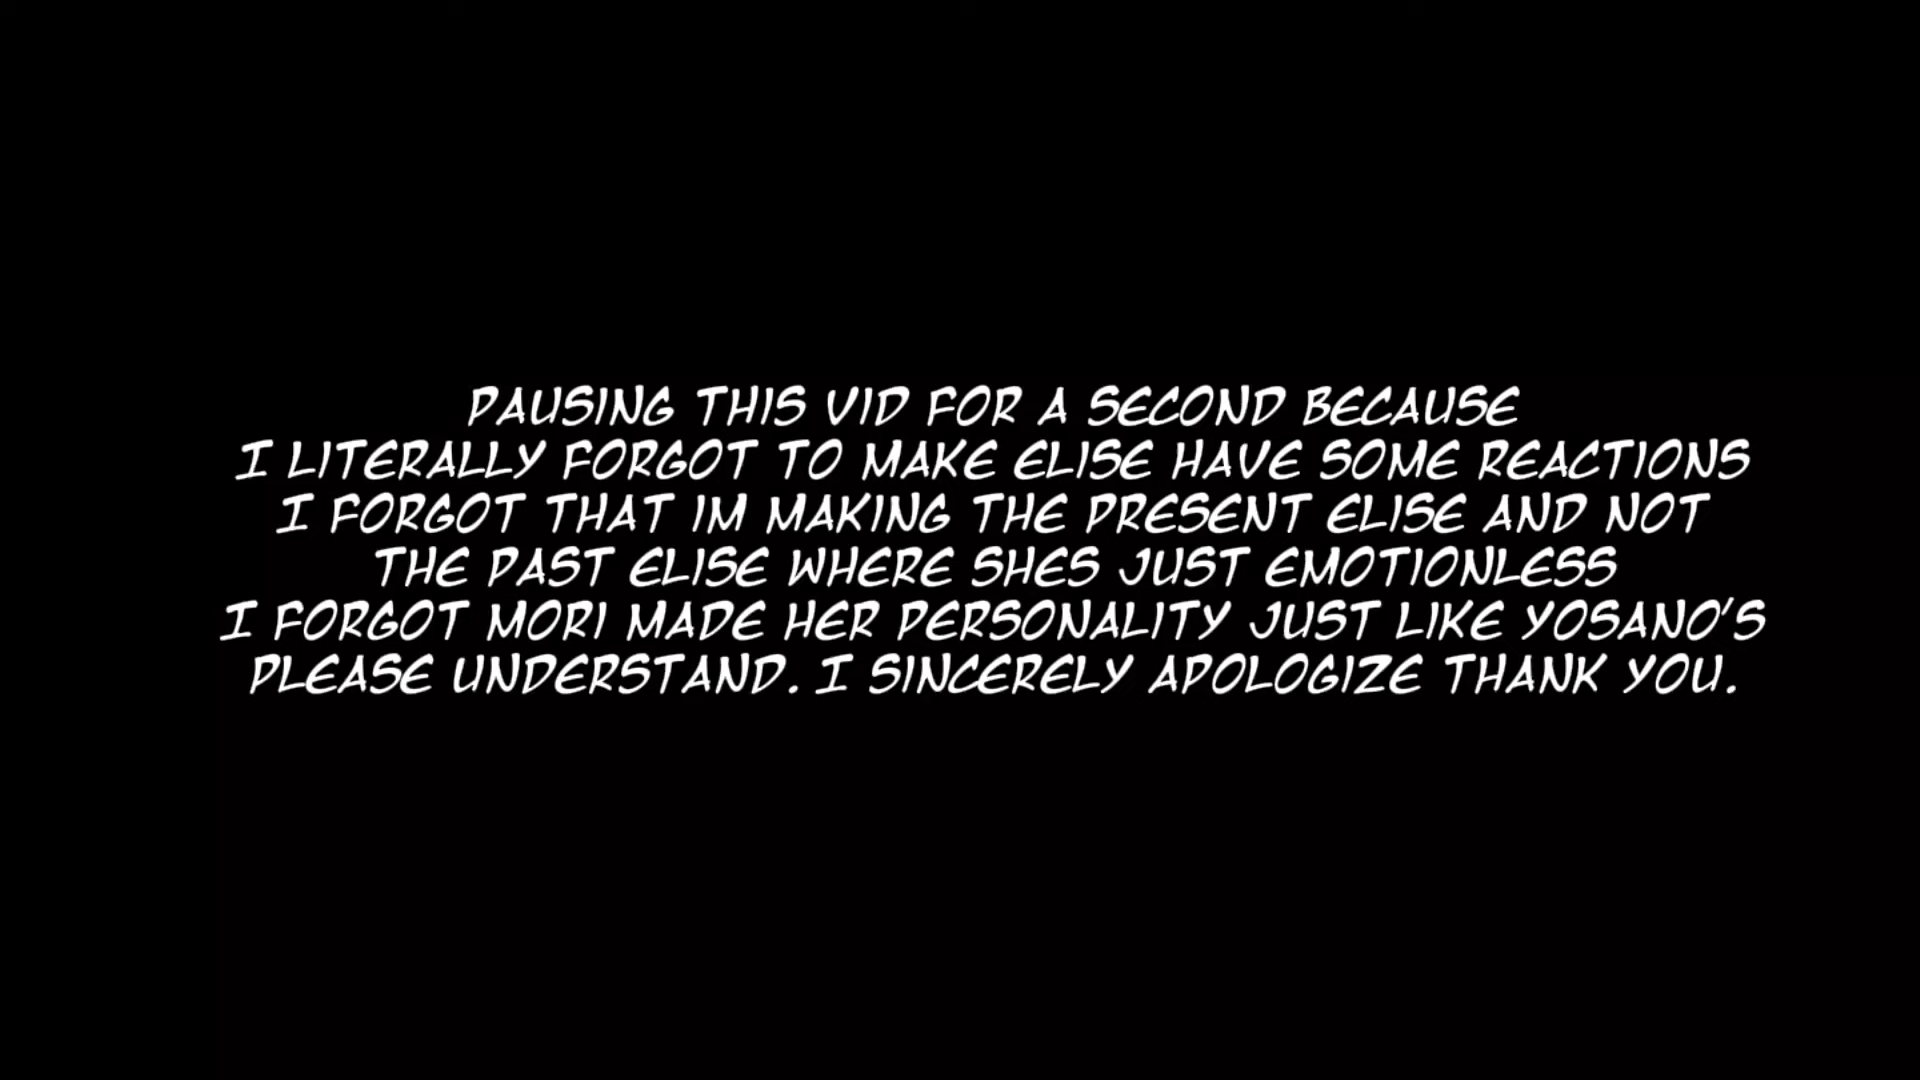 PAUSING THIS VID FOR A SECOND BECAUSE
I LITERALLY FORGOT TO MAKE ELISE HAVE SOME REACTIONS
I FORGOT THAT IM MAKING THE PRESENT ELISE AND NOT
THE PAST ELISE WHERE SHES JUST EMOTIONLESS
I FORGOT MORI MADE HER PERSONALITY JUST LIKE YOSANO'S
PLEASE UNDERSTAND. I SINCERELY APOLOGIZE THANK YOU.